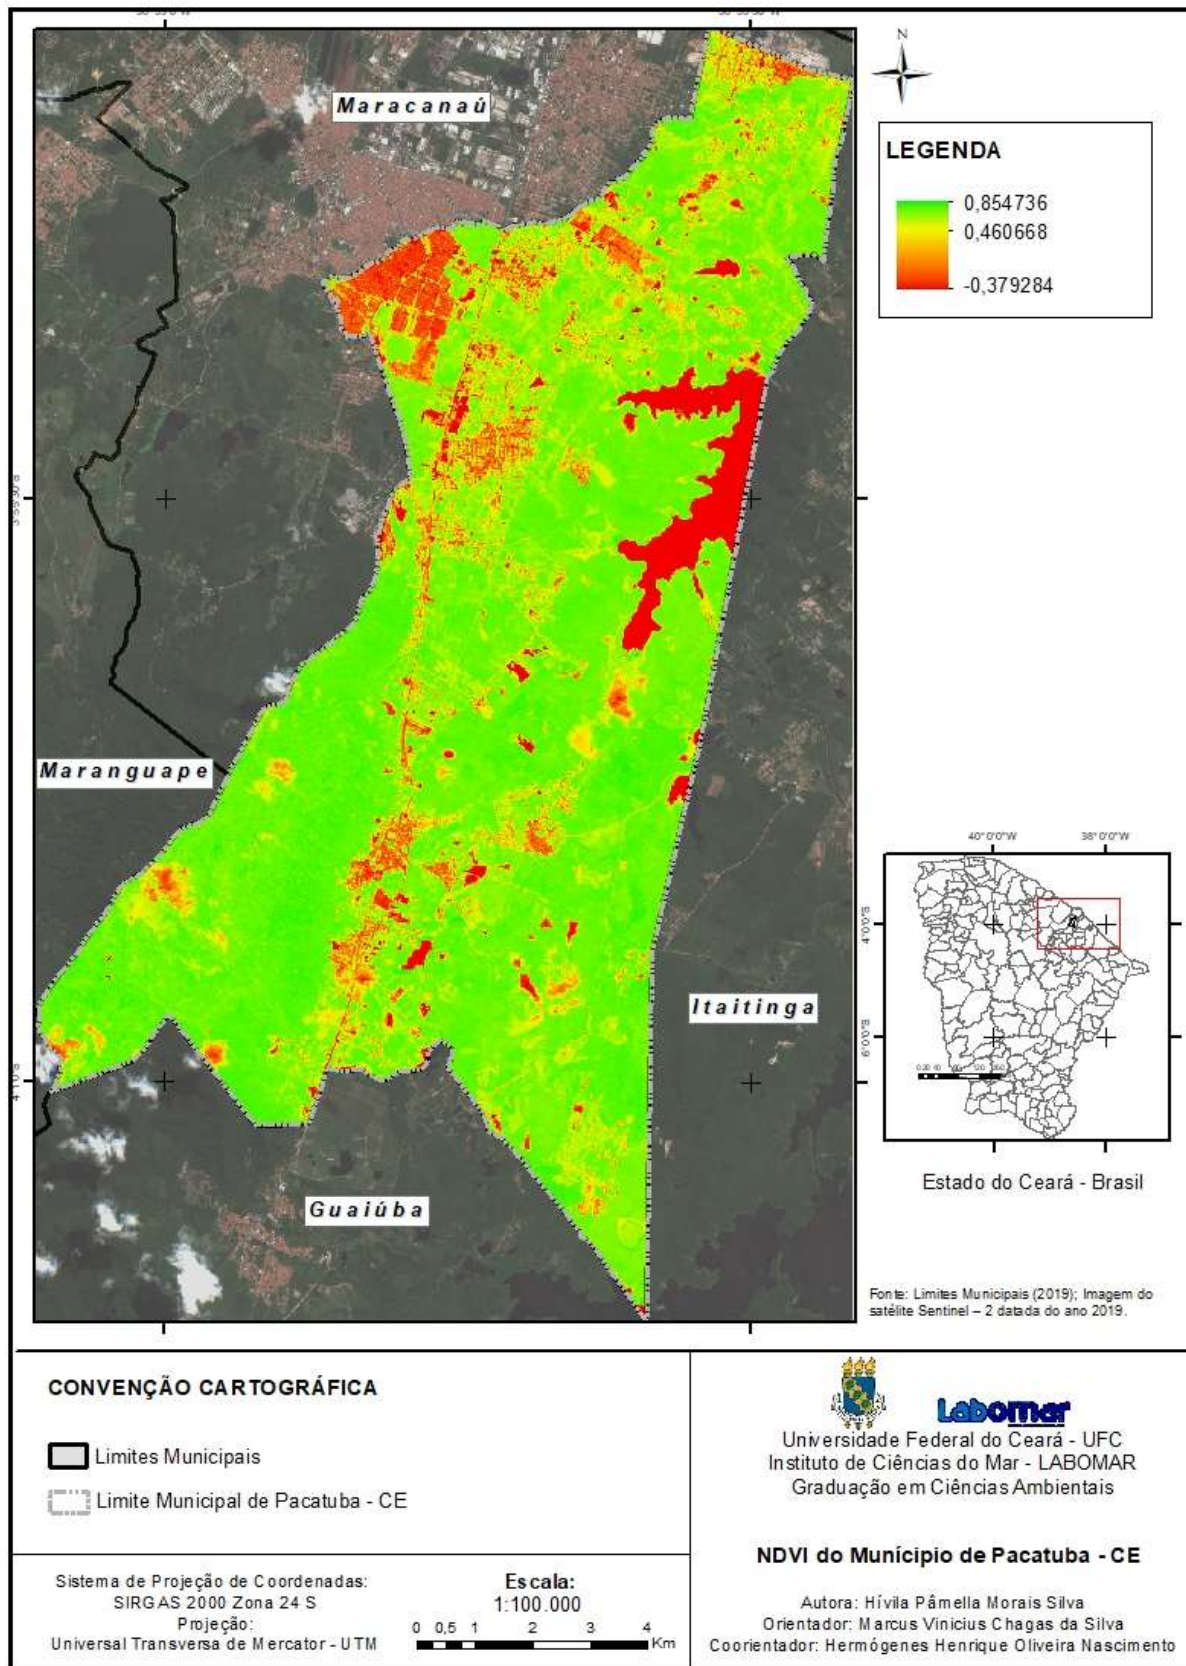 N
Maracanaú
LEGENDA
0,854736
0,460668
-0,379284
Maranguape
Itaitinga
Guaiúba
40°0'0"W
38°0'0"W
4°0'0"S
6°0'0"S
Estado do Ceará - Brasil
Fonte: Limites Municipais (2019); Imagem do
satélite Sentinel – 2 datada do ano 2019.
CONVENÇÃO CARTOGRÁFICA
Limites Municipais
Limite Municipal de Pacatuba - CE
Sistema de Projeção de Coordenadas:
SIRGAS 2000 Zona 24 S
Projeção:
Universal Transversa de Mercator - UTM
Escala:
1:100.000
0 0,5 1 2 3 4
Km
Labomar
Universidade Federal do Ceará - UFC
Instituto de Ciências do Mar - LABOMAR
Graduação em Ciências Ambientais
NDVI do Munícipio de Pacatuba - CE
Autora: Hívila Pâmella Morais Silva
Orientador: Marcus Vinicius Chagas da Silva
Coorientador: Hermógenes Henrique Oliveira Nascimento